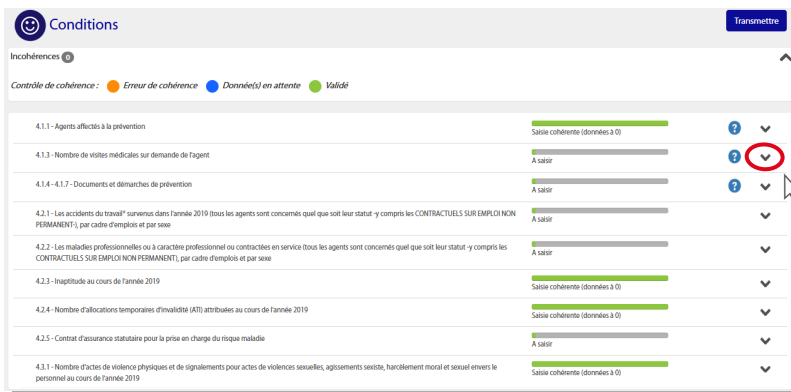 Conditions
Transmettre
Incohérences 0
Contrôle de cohérence : Erreur de cohérence Donnée(s) en attente Validé
4.1.1 - Agents affectés à la prévention
Saisie cohérente (données à 0)
?
4.1.3 - Nombre de visites médicales sur demande de l'agent
A saisir
?
4.1.4 - 4.1.7 - Documents et démarches de prévention
A saisir
?
4.2.1 - Les accidents du travail* survenus dans l'année 2019 (tous les agents sont concernés quel que soit leur statut -y compris les CONTRACTUELS SUR EMPLOI NON
PERMANENT-), par cadre d'emplois et par sexe
A saisir
4.2.2 - Les maladies professionnelles ou à caractère professionnel ou contractées en service (tous les agents sont concernés quel que soit leur statut -y compris les
CONTRACTUELS SUR EMPLOI NON PERMANENT), par cadre d'emplois et par sexe
A saisir
4.2.3 - Inaptitude au cours de l'année 2019
Saisie cohérente (données à 0)
4.2.4 - Nombre d'allocations temporaires d'invalidité (ATI) attribuées au cours de l'année 2019
Saisie cohérente (données à 0)
4.2.5 - Contrat d'assurance statutaire pour la prise en charge du risque maladie
A saisir
4.3.1 - Nombre d'actes de violence physiques et de signalements pour actes de violences sexuelles, agissements sexiste, harcèlement moral et sexuel envers le
personnel au cours de l'année 2019
Saisie cohérente (données à 0)